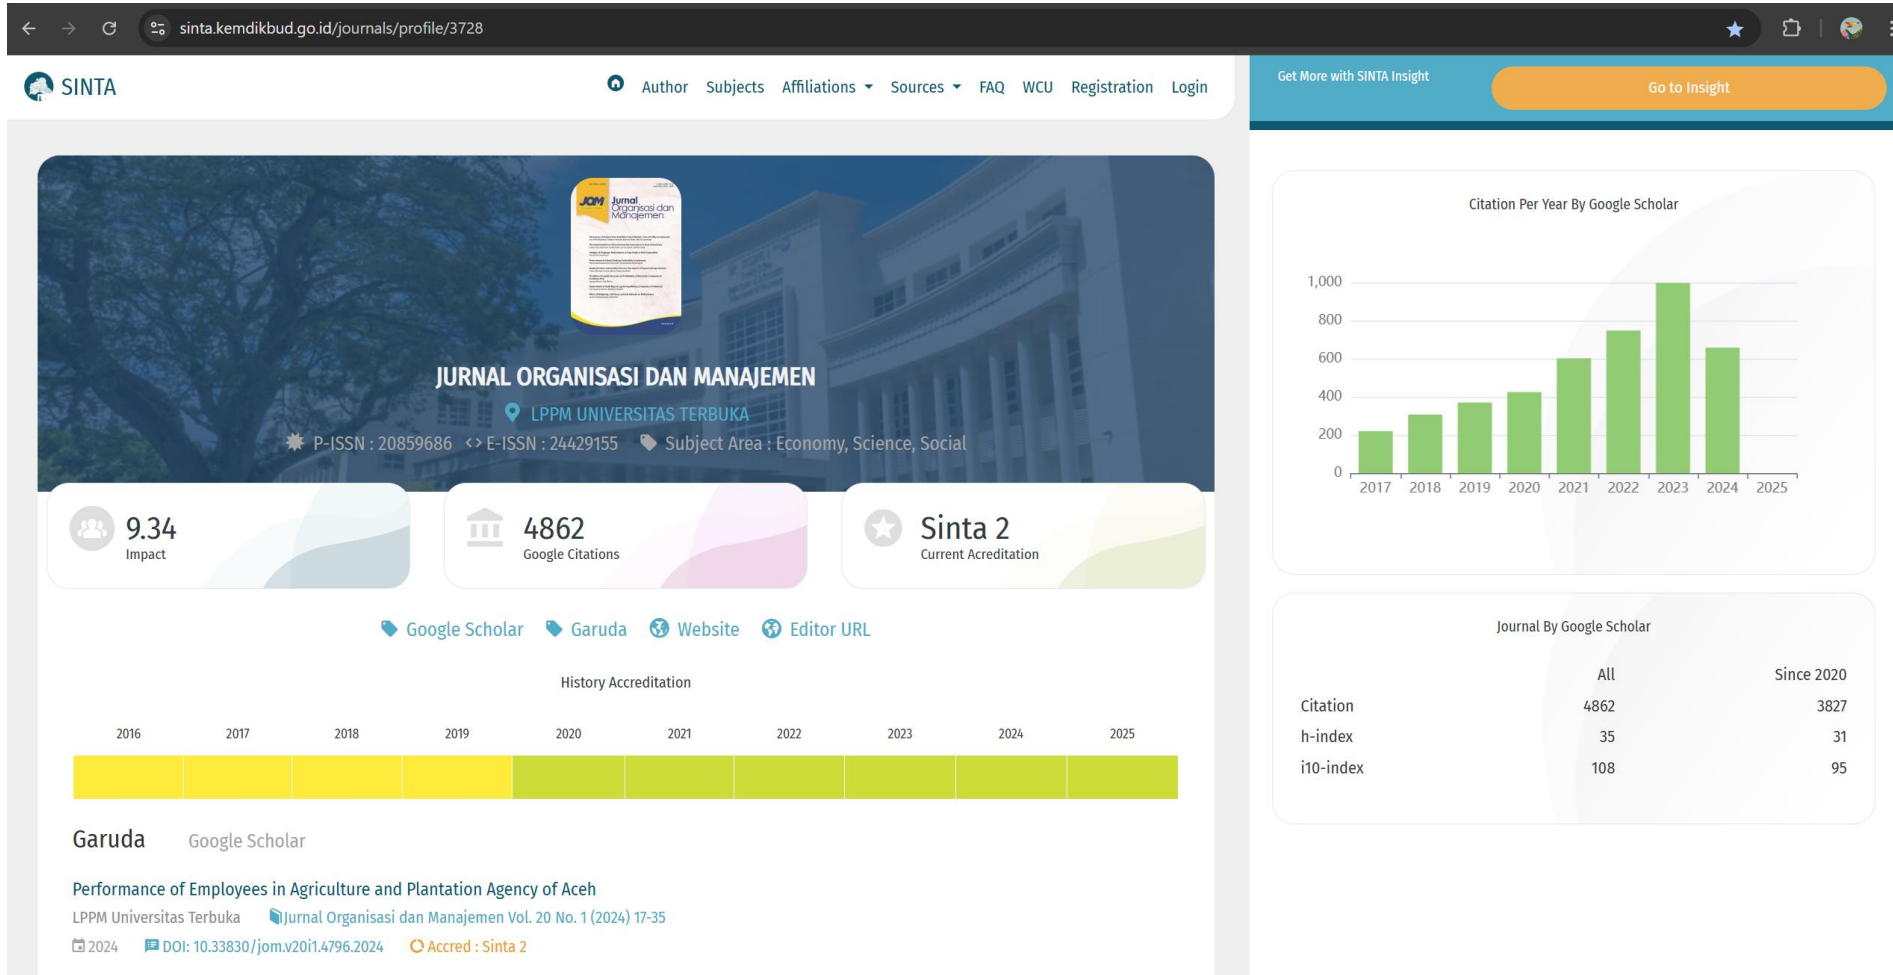 sinta.kemdikbud.go.id/journals/profile/3728
SINTA
Author Subjects Affiliations Sources FAQ WCU Registration Login
Get More with SINTA Insight
Go to Insight
JOM Jurnal
Organisasi dan
Manajemen
JURNAL ORGANISASI DAN MANAJEMEN
LPPM UNIVERSITAS TERBUKA
P-ISSN : 20859686 <> E-ISSN : 24429155 Subject Area : Economy, Science, Social
9.34
Impact
4862
Google Citations
Sinta 2
Current Acreditation
Google Scholar Garuda Website Editor URL
History Accreditation
2016 2017 2018 2019 2020 2021 2022 2023 2024 2025
Garuda Google Scholar
Performance of Employees in Agriculture and Plantation Agency of Aceh
LPPM Universitas Terbuka Jurnal Organisasi dan Manajemen Vol. 20 No. 1 (2024) 17-35
2024 DOI: 10.33830/jom.v20i1.4796.2024 Accred : Sinta 2
Citation Per Year By Google Scholar
1,000
800
600
400
200
0
2017 2018 2019 2020 2021 2022 2023 2024 2025
Journal By Google Scholar
All Since 2020
Citation 4862 3827
h-index 35 31
i10-index 108 95